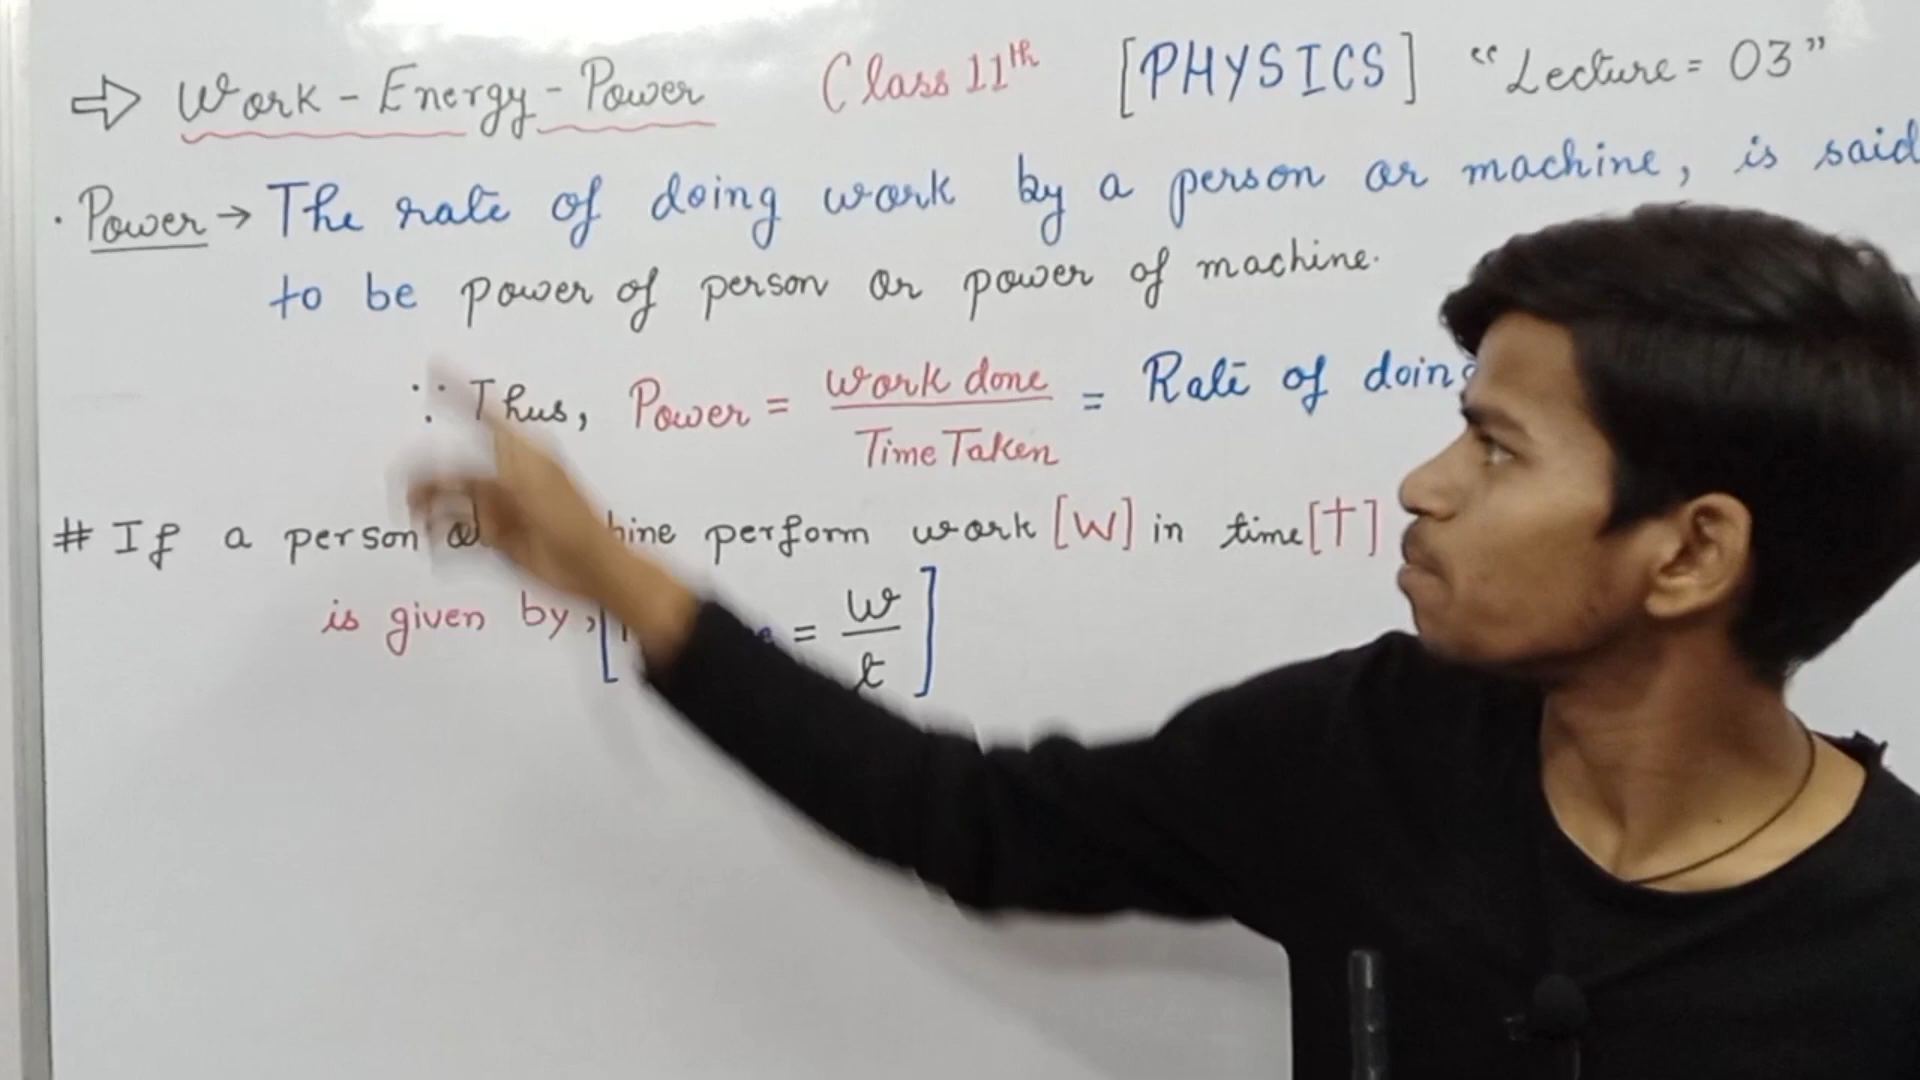 ⇒ Work - Energy - Power Class 11th [PHYSICS] “Lecture = 03”
· Power → The rate of doing work by a person or machine, is said
to be power of person or power of machine.
∵ Thus, Power = Work done / Time Taken = Rate of doing
# If a person perform work [W] in time [T]
is given by, [ = W / t ]